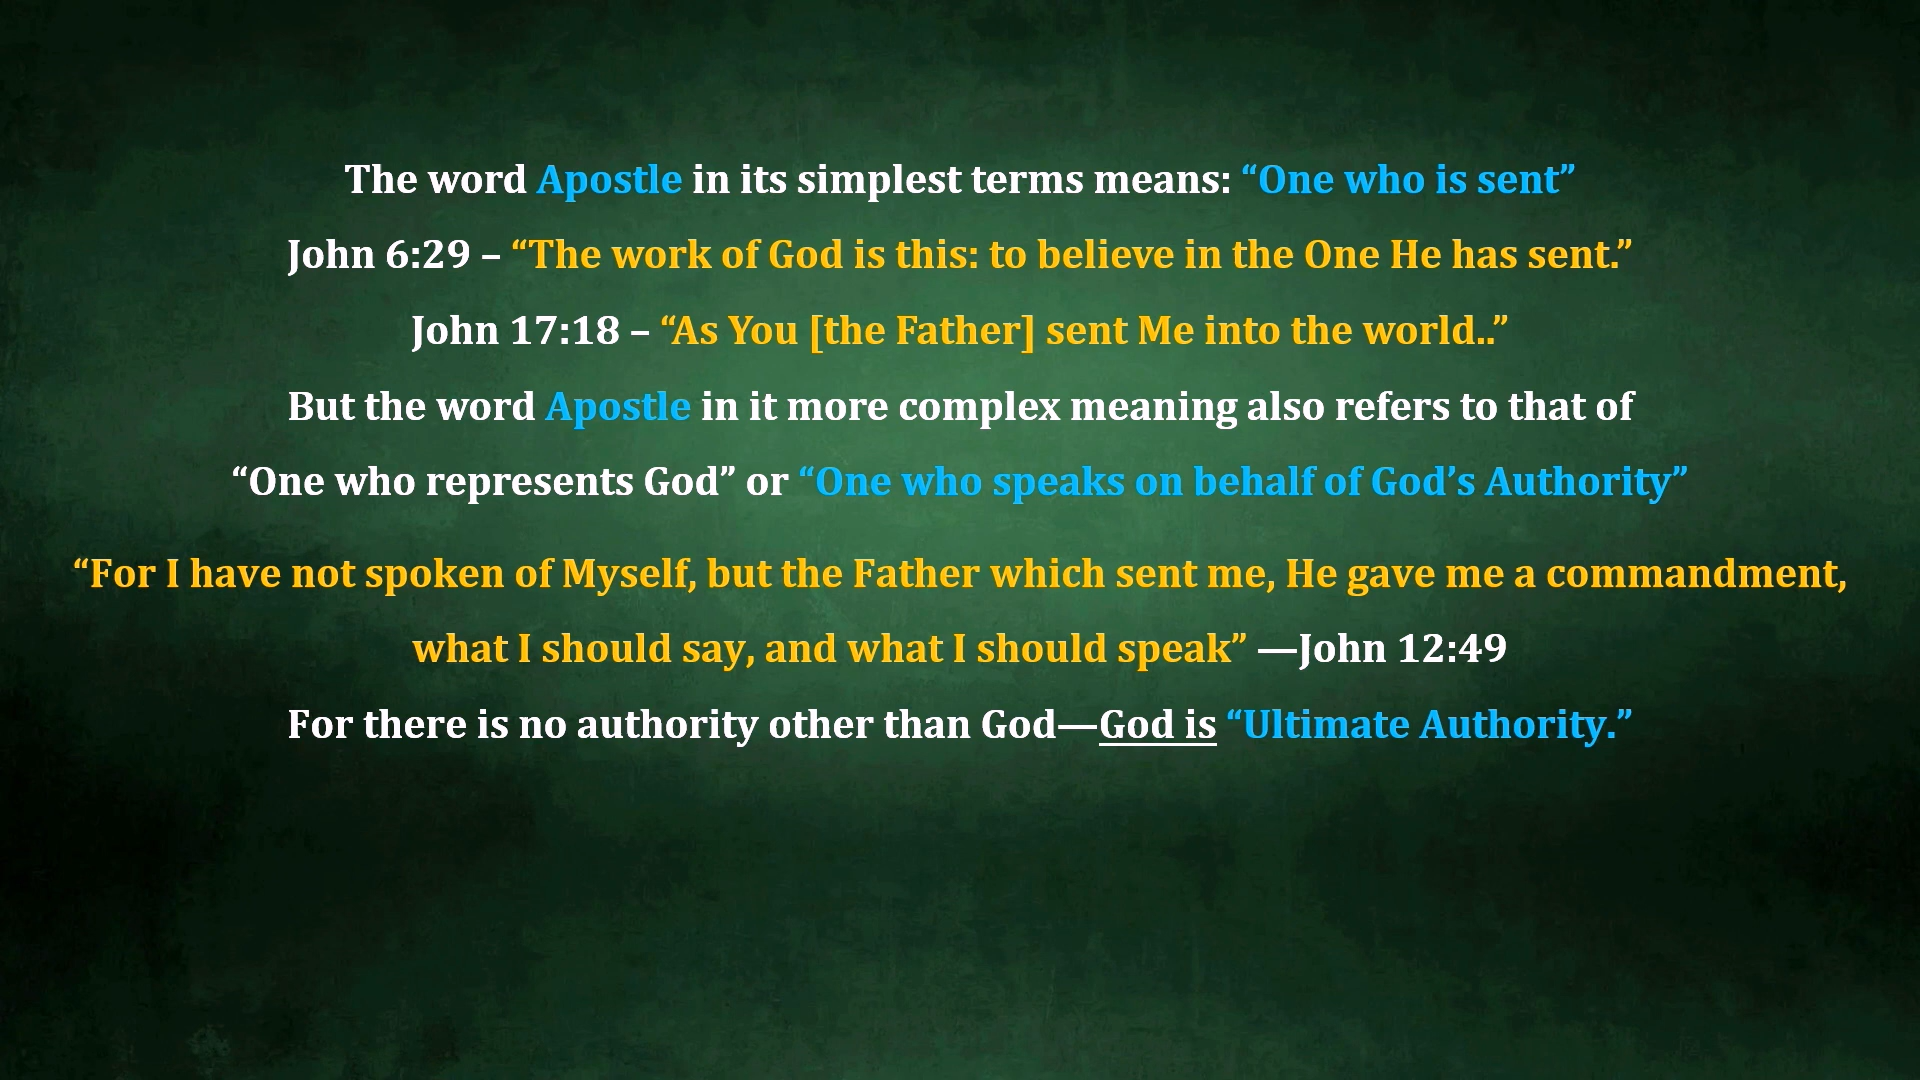 The word Apostle in its simplest terms means: “One who is sent”
John 6:29 – “The work of God is this: to believe in the One He has sent.”
John 17:18 – “As You [the Father] sent Me into the world..”
But the word Apostle in it more complex meaning also refers to that of
“One who represents God” or “One who speaks on behalf of God’s Authority”
“For I have not spoken of Myself, but the Father which sent me, He gave me a commandment,
what I should say, and what I should speak” —John 12:49
For there is no authority other than God—God is “Ultimate Authority.”